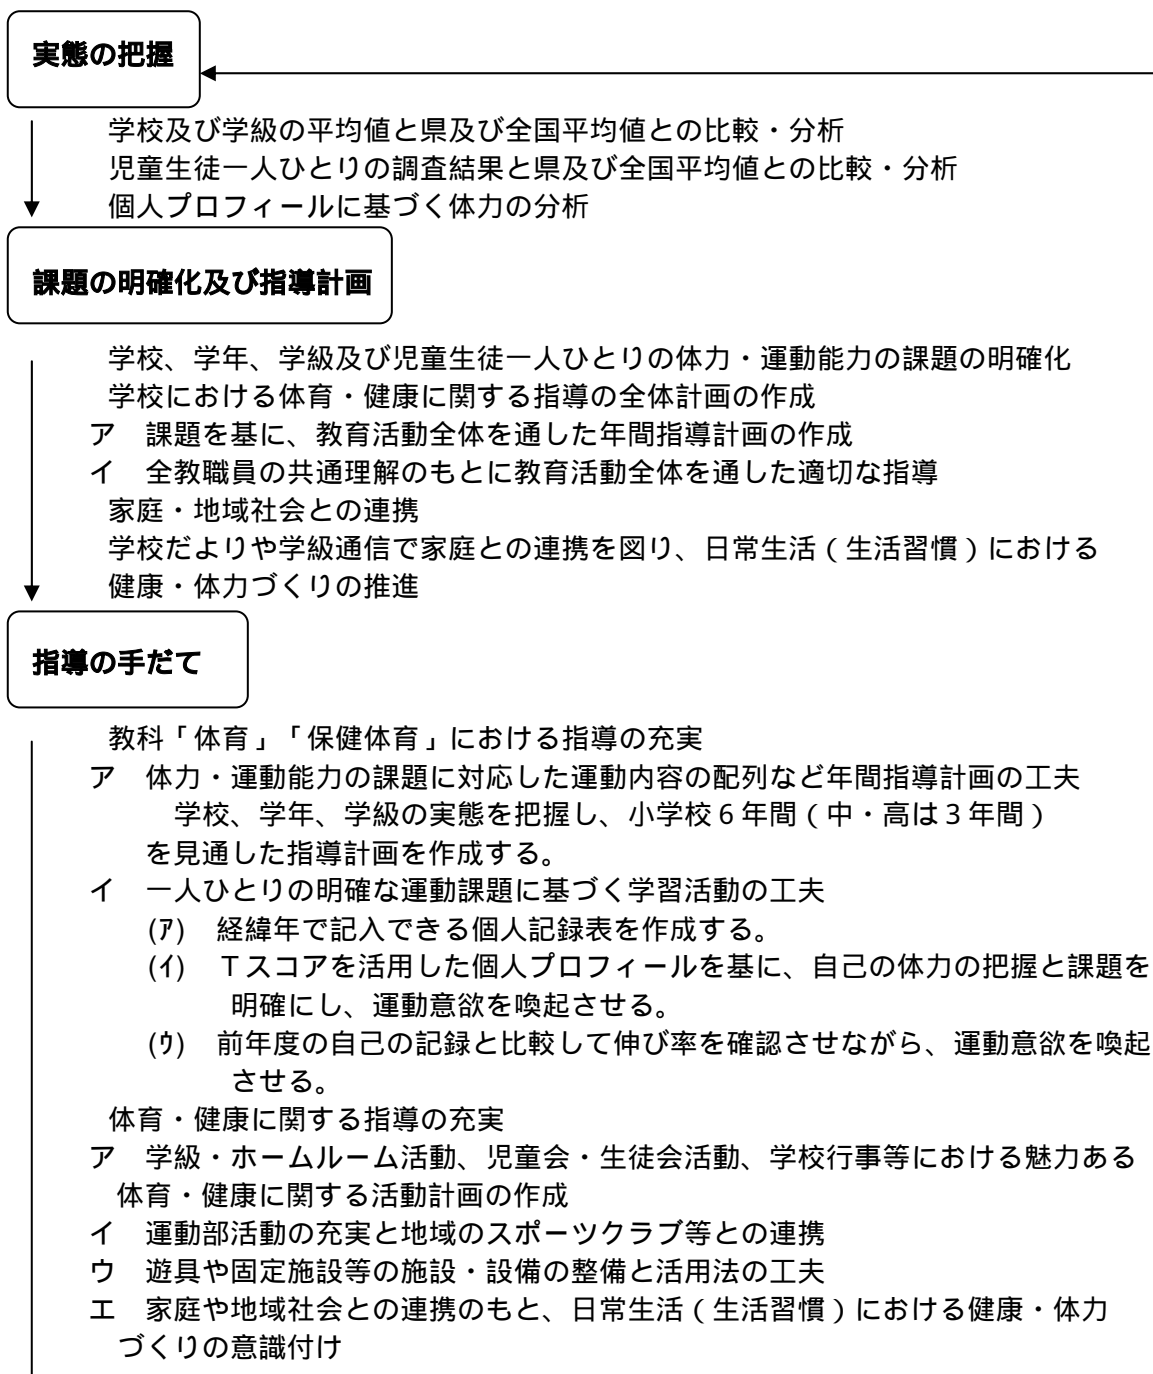 実態の把握
学校及び学級の平均値と県及び全国平均値との比較・分析
児童生徒一人ひとりの調査結果と県及び全国平均値との比較・分析
個人プロフィールに基づく体力の分析
課題の明確化及び指導計画
学校、学年、学級及び児童生徒一人ひとりの体力・運動能力の課題の明確化
学校における体育・健康に関する指導の全体計画の作成
ア　課題を基に、教育活動全体を通した年間指導計画の作成
イ　全教職員の共通理解のもとに教育活動全体を通した適切な指導
家庭・地域社会との連携
学校だよりや学級通信で家庭との連携を図り、日常生活（生活習慣）における
健康・体力づくりの推進
指導の手だて
教科「体育」「保健体育」における指導の充実
ア　体力・運動能力の課題に対応した運動内容の配列など年間指導計画の工夫
学校、学年、学級の実態を把握し、小学校６年間（中・高は３年間）
を見通した指導計画を作成する。
イ　一人ひとりの明確な運動課題に基づく学習活動の工夫
(ｱ)　経緯年で記入できる個人記録表を作成する。
(ｲ)　Ｔスコアを活用した個人プロフィールを基に、自己の体力の把握と課題を
明確にし、運動意欲を喚起させる。
(ｳ)　前年度の自己の記録と比較して伸び率を確認させながら、運動意欲を喚起
させる。
体育・健康に関する指導の充実
ア　学級・ホームルーム活動、児童会・生徒会活動、学校行事等における魅力ある
体育・健康に関する活動計画の作成
イ　運動部活動の充実と地域のスポーツクラブ等との連携
ウ　遊具や固定施設等の施設・設備の整備と活用法の工夫
エ　家庭や地域社会との連携のもと、日常生活（生活習慣）における健康・体力
づくりの意識付け